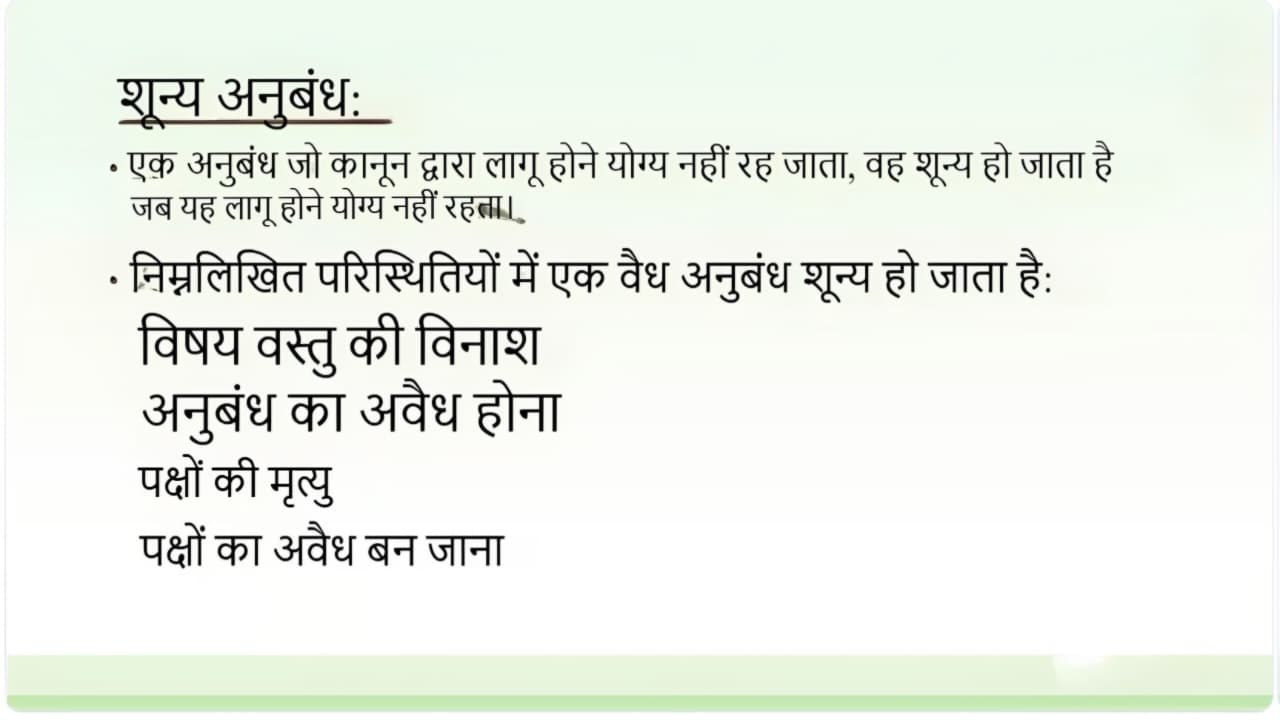 शून्य अनुबंध:
• एक अनुबंध जो कानून द्वारा लागू होने योग्य नहीं रह जाता, वह शून्य हो जाता है
जब यह लागू होने योग्य नहीं रहता।
• निम्नलिखित परिस्थितियों में एक वैध अनुबंध शून्य हो जाता है:
विषय वस्तु की विनाश
अनुबंध का अवैध होना
पक्षों की मृत्यु
पक्षों का अवैध बन जाना